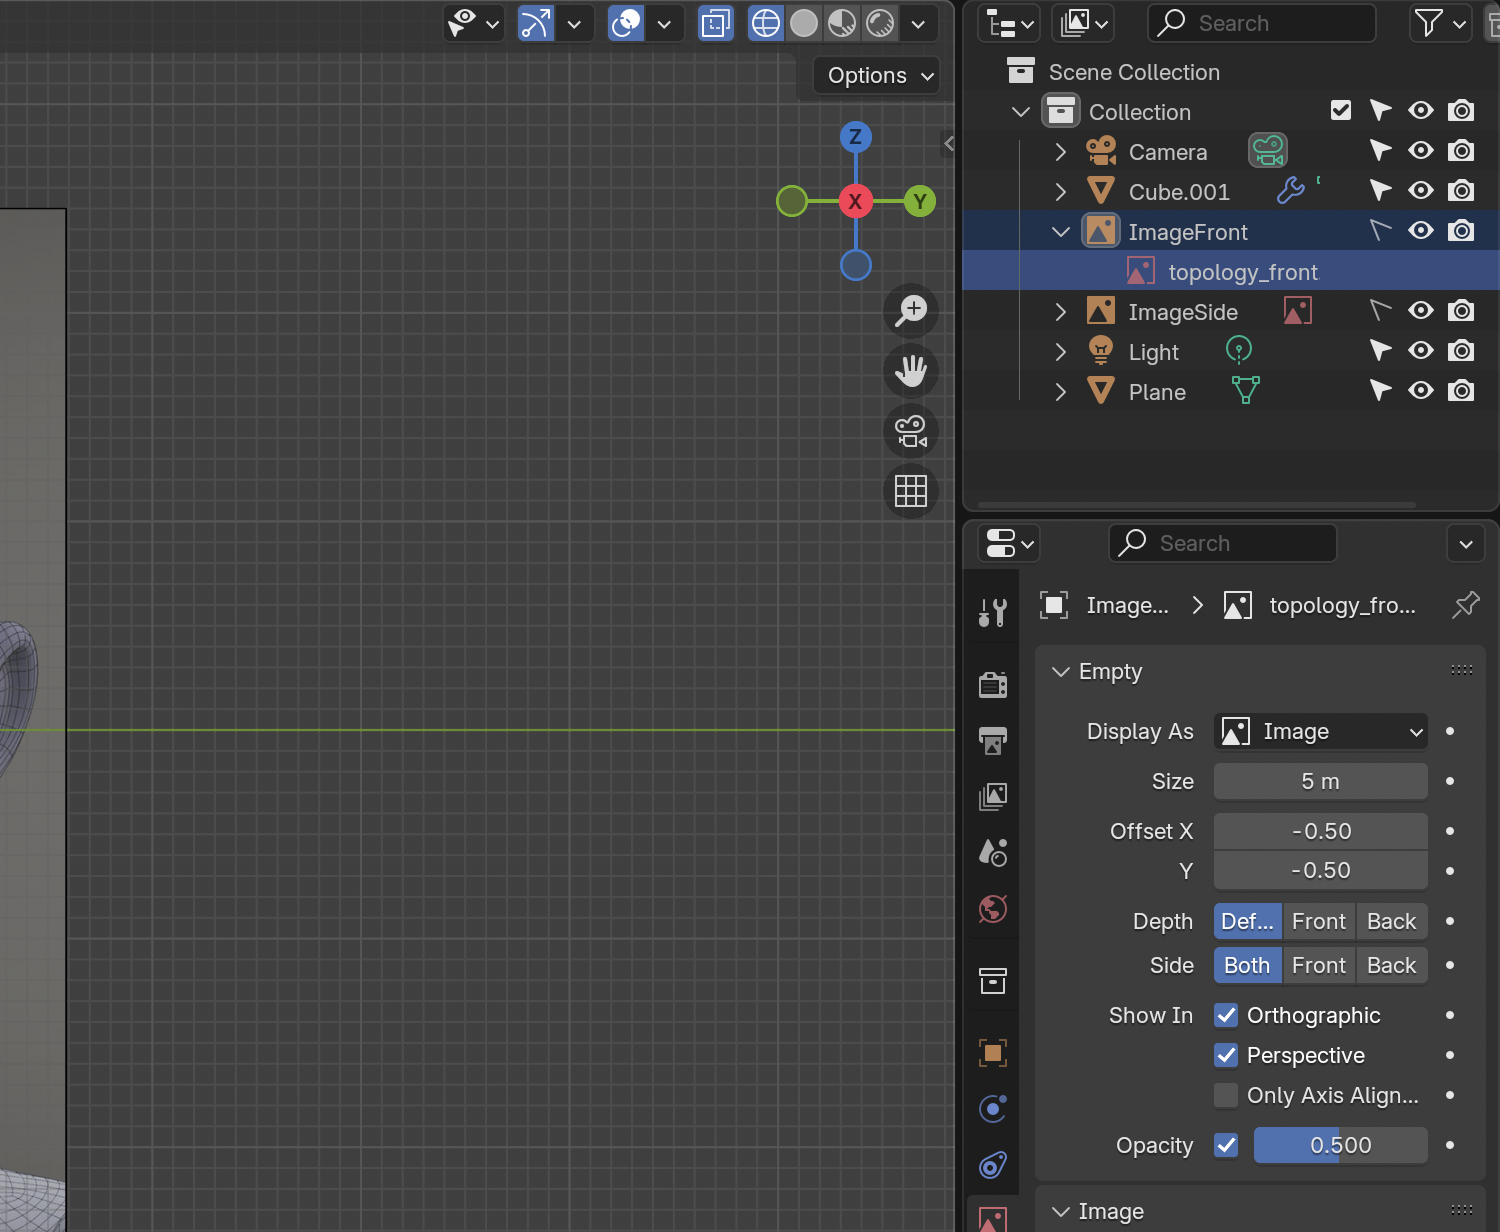 Search
Options
Z
X
Y
Scene Collection
Collection
Camera
Cube.001
ImageFront
topology_front
ImageSide
Light
Plane
Search
Image... topology_fro...
Empty
Display As Image
Size 5 m
Offset X -0.50
Y -0.50
Depth Def... Front Back
Side Both Front Back
Show In Orthographic
Perspective
Only Axis Align...
Opacity 0.500
Image